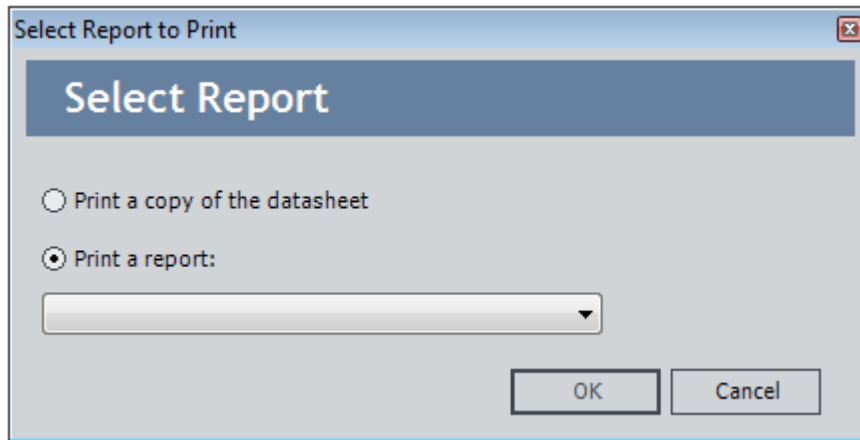 Select Report to Print
Select Report
Print a copy of the datasheet
Print a report:
OK
Cancel